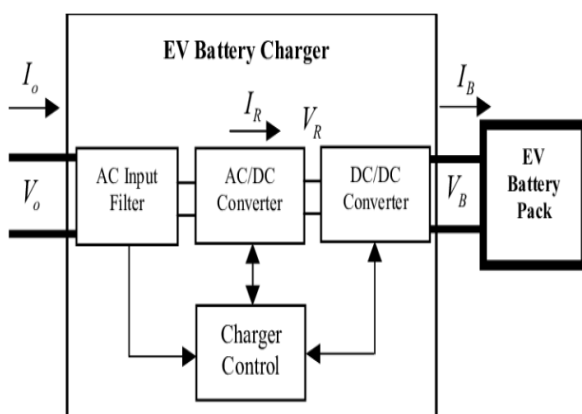 EV Battery Charger
I_o
I_B
I_R
V_R
V_o
AC Input
Filter
AC/DC
Converter
DC/DC
Converter
V_B
EV
Battery
Pack
Charger
Control